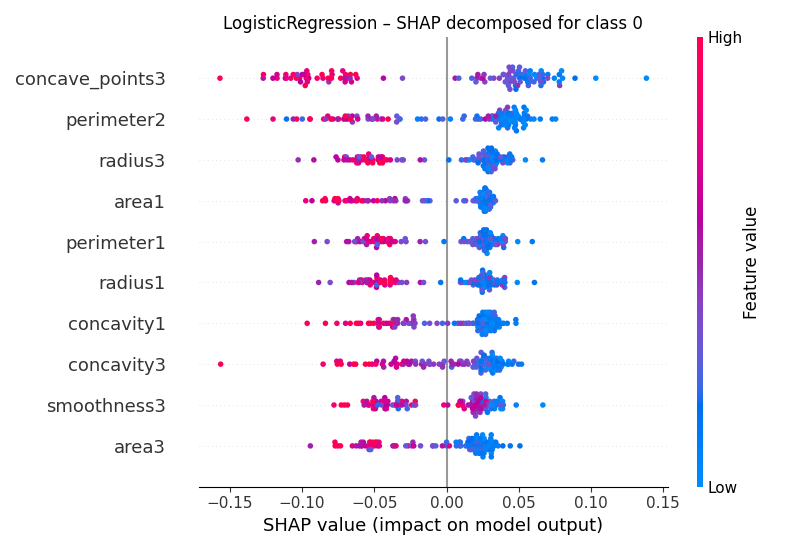 LogisticRegression – SHAP decomposed for class 0
High
concave_points3
perimeter2
radius3
area1
perimeter1
radius1
concavity1
concavity3
smoothness3
area3
Feature value
Low
−0.15 −0.10 −0.05 0.00 0.05 0.10 0.15
SHAP value (impact on model output)